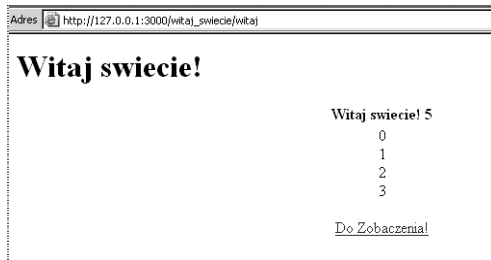 Adres http://127.0.0.1:3000/witaj_swiecie/witaj
Witaj swiecie!
Witaj swiecie! 5
0
1
2
3
Do Zobaczenia!